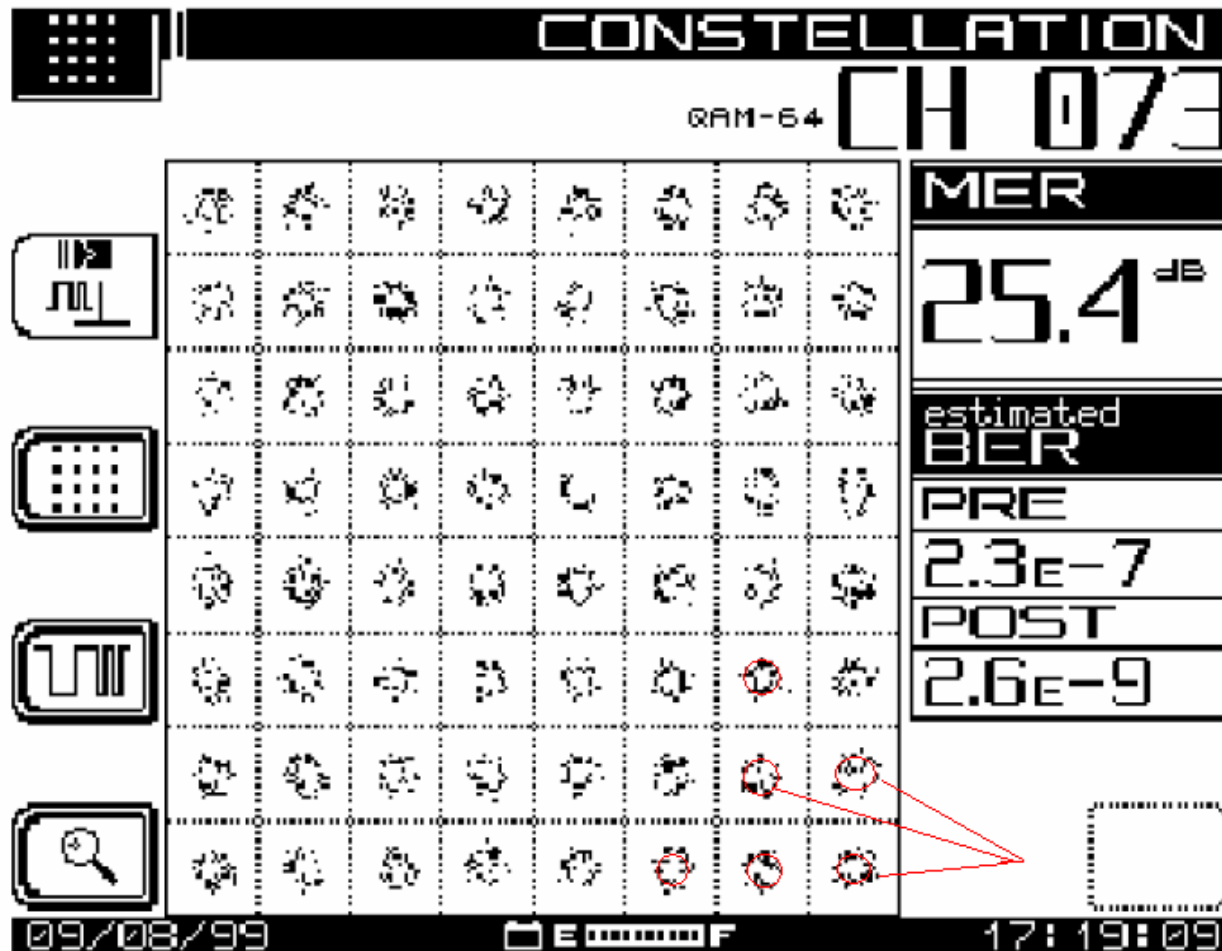 CONSTELLATION
QAM-64 CH 073
MER
25.4 dB
estimated
BER
PRE
2.3E-7
POST
2.6E-9
09/08/99 E F 17:19:09